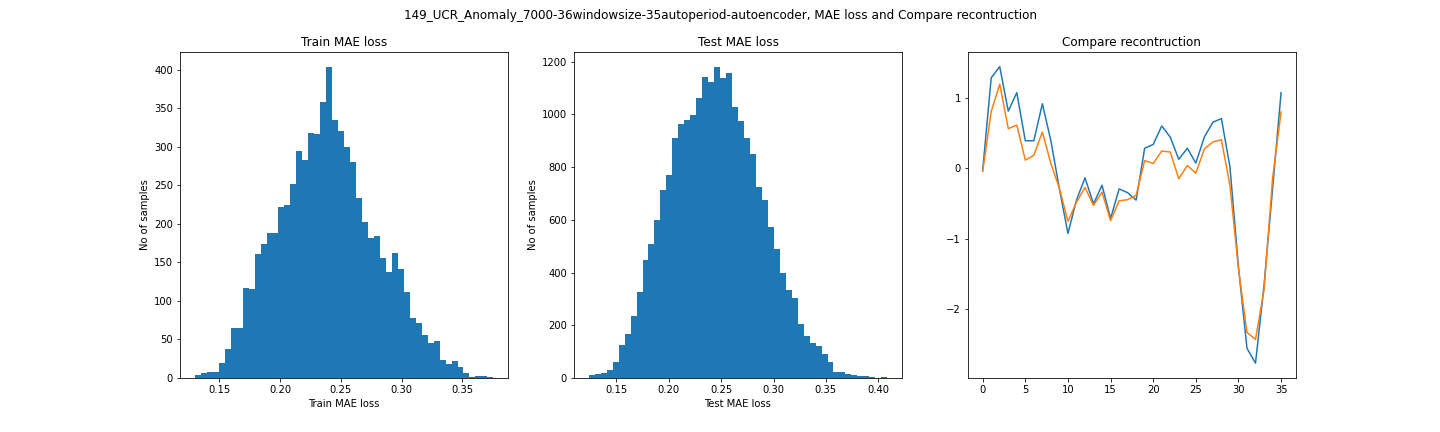 149_UCR_Anomaly_7000-36windowsize-35autoperiod-autoencoder, MAE loss and Compare recontruction
Train MAE loss
No of samples
400
350
300
250
200
150
100
50
0
0.15 0.20 0.25 0.30 0.35
Train MAE loss
Test MAE loss
No of samples
1200
1000
800
600
400
200
0
0.15 0.20 0.25 0.30 0.35 0.40
Test MAE loss
Compare recontruction
1
0
−1
−2
0 5 10 15 20 25 30 35